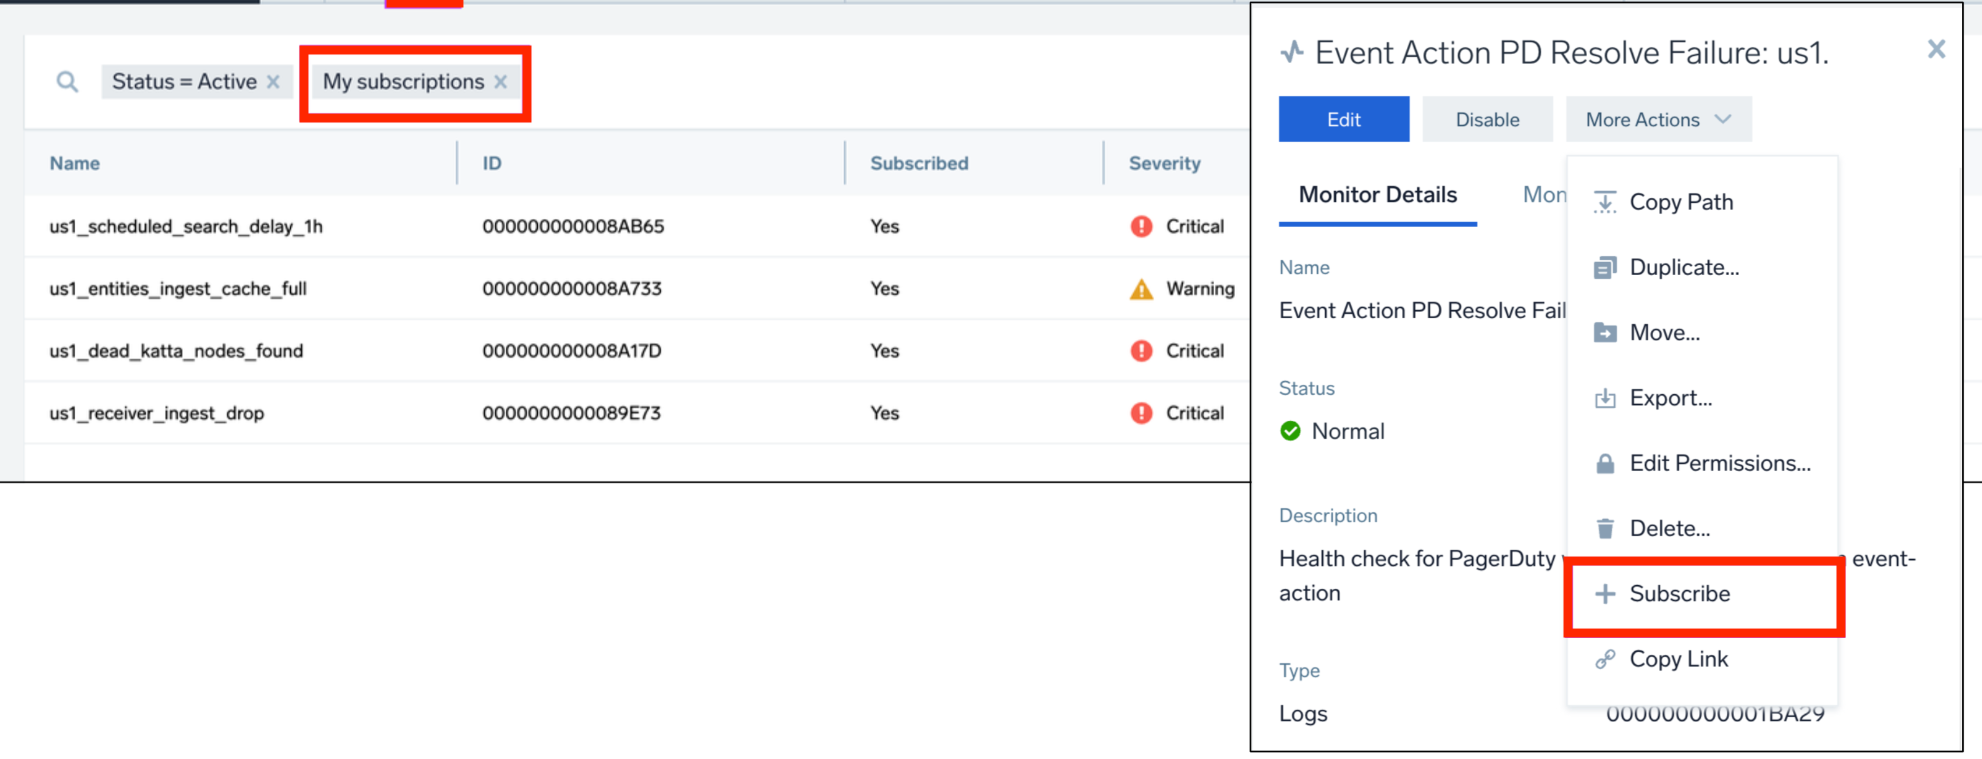 Status = Active ×
My subscriptions ×
Name ID Subscribed Severity
us1_scheduled_search_delay_1h 000000000008AB65 Yes Critical
us1_entities_ingest_cache_full 000000000008A733 Yes Warning
us1_dead_katta_nodes_found 000000000008A17D Yes Critical
us1_receiver_ingest_drop 0000000000089E73 Yes Critical
Event Action PD Resolve Failure: us1.
Edit Disable More Actions
Monitor Details Mon
Name
Event Action PD Resolve Fail
Status
Normal
Description
Health check for PagerDuty event-
action
Type
Logs 000000000001BA29
Copy Path
Duplicate...
Move...
Export...
Edit Permissions...
Delete...
Subscribe
Copy Link